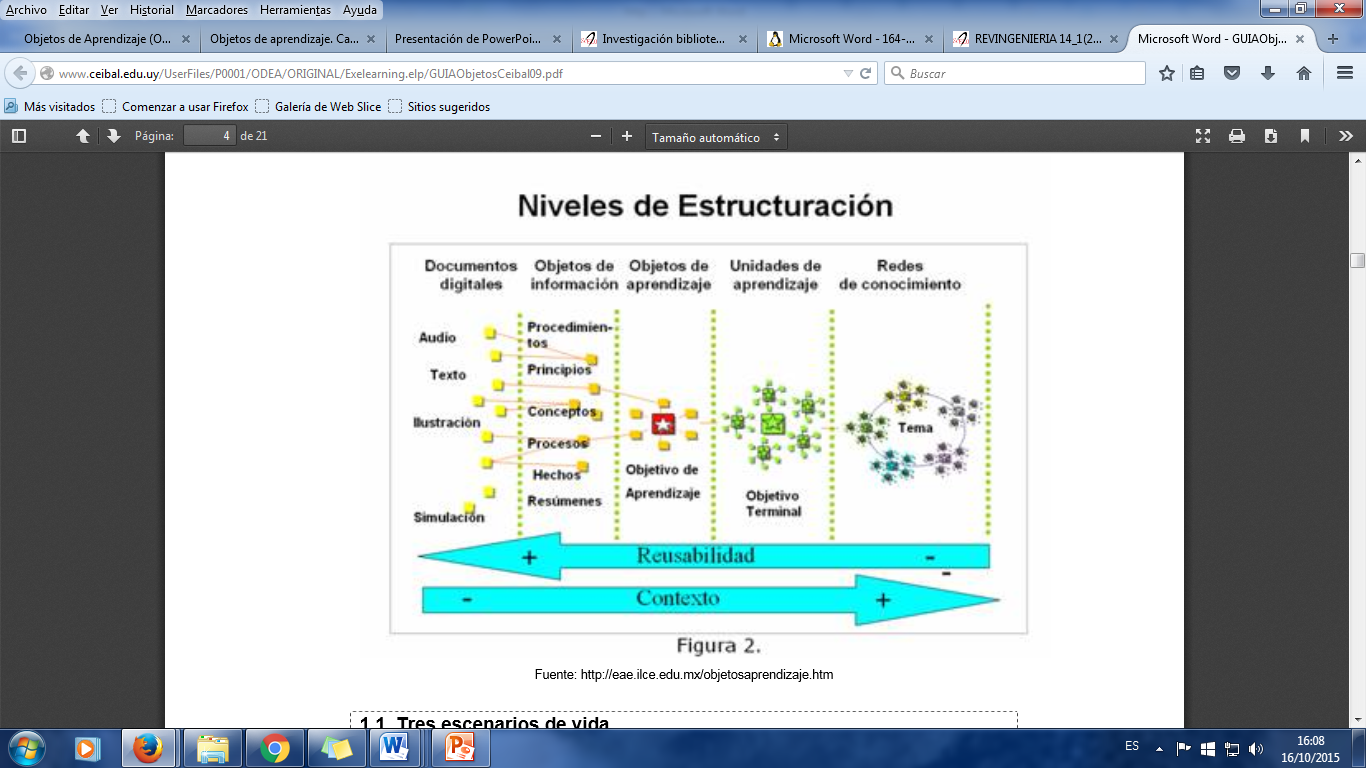 Archivo Editar Ver Historial Marcadores Herramientas Ayuda
Objetos de Aprendizaje (O...
Objetos de aprendizaje. Ca...
Presentación de PowerPoi...
Investigación bibliote...
Microsoft Word - 164-...
REVINGENIERIA 14_1(2...
Microsoft Word - GUIAObj...
www.ceibal.edu.uy/UserFiles/P0001/ODEA/ORIGINAL/Exelearning.elp/GUIAObjetosCeibal09.pdf
Buscar
Más visitados
Comenzar a usar Firefox
Galería de Web Slice
Sitios sugeridos
Página: 4 de 21
Tamaño automático
Niveles de Estructuración
Documentos
digitales
Objetos de
información
Objetos de
aprendizaje
Unidades de
aprendizaje
Redes
de conocimiento
Audio
Texto
Ilustración
Simulación
Procedimien-
tos
Principios
Conceptos
Procesos
Hechos
Resúmenes
Objetivo de
Aprendizaje
Objetivo
Terminal
Tema
+ Reusabilidad -
-
- Contexto +
Figura 2.
Fuente: http://eae.ilce.edu.mx/objetosaprendizaje.htm
1.1 Tres escenarios de vida
ES
16:08
16/10/2015